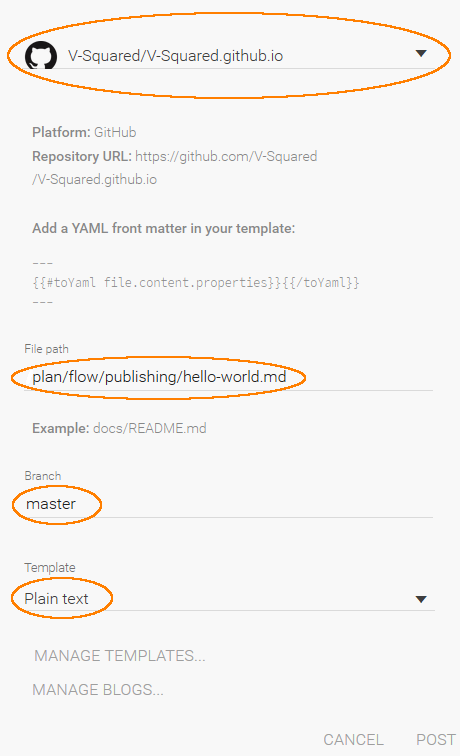 V-Squared/V-Squared.github.io
Platform: GitHub
Repository URL: https://github.com/V-Squared
/V-Squared.github.io
Add a YAML front matter in your template:
---
{{#toYaml file.content.properties}}{{/toYaml}}
---
File path
plan/flow/publishing/hello-world.md
Example: docs/README.md
Branch
master
Template
Plain text
MANAGE TEMPLATES...
MANAGE BLOGS...
CANCEL POST